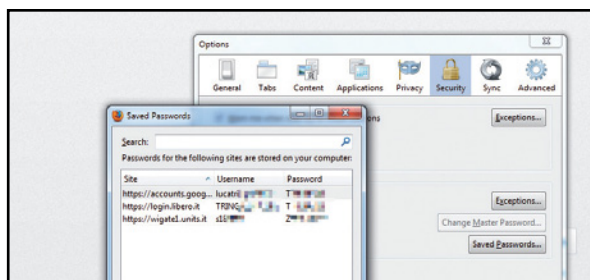 Options
General Tabs Content Applications Privacy Security Sync Advanced
Saved Passwords
Exceptions...
Search:
Passwords for the following sites are stored on your computer:
Site Username Password
https://accounts.goog... lucatri
https://login.libero.it TRING
https://wigate1.units.it
Exceptions...
Change Master Password...
Saved Passwords...